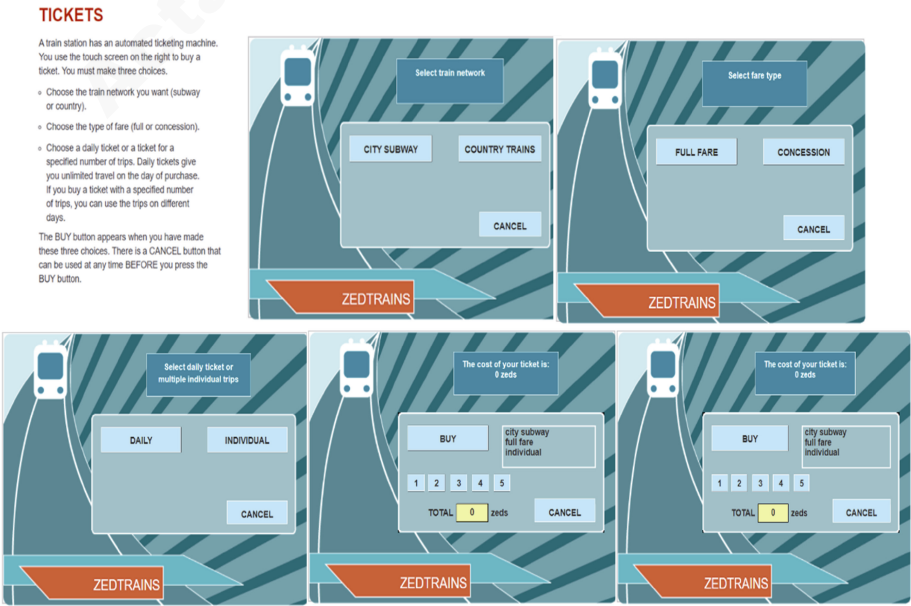 TICKETS
A train station has an automated ticketing machine.
You use the touch screen on the right to buy a
ticket. You must make three choices.
Choose the train network you want (subway
or country).
Choose the type of fare (full or concession).
Choose a daily ticket or a ticket for a
specified number of trips. Daily tickets give
you unlimited travel on the day of purchase.
If you buy a ticket with a specified number
of trips, you can use the trips on different
days.
The BUY button appears when you have made
these three choices. There is a CANCEL button that
can be used at any time BEFORE you press the
BUY button.
Select train network
CITY SUBWAY COUNTRY TRAINS
CANCEL
ZEDTRAINS
Select fare type
FULL FARE CONCESSION
CANCEL
ZEDTRAINS
Select daily ticket or
multiple individual trips
DAILY INDIVIDUAL
CANCEL
ZEDTRAINS
The cost of your ticket is:
0 zeds
BUY
city subway
full fare
individual
1 2 3 4 5
TOTAL 0 zeds CANCEL
ZEDTRAINS
The cost of your ticket is:
0 zeds
BUY
city subway
full fare
individual
1 2 3 4 5
TOTAL 0 zeds CANCEL
ZEDTRAINS